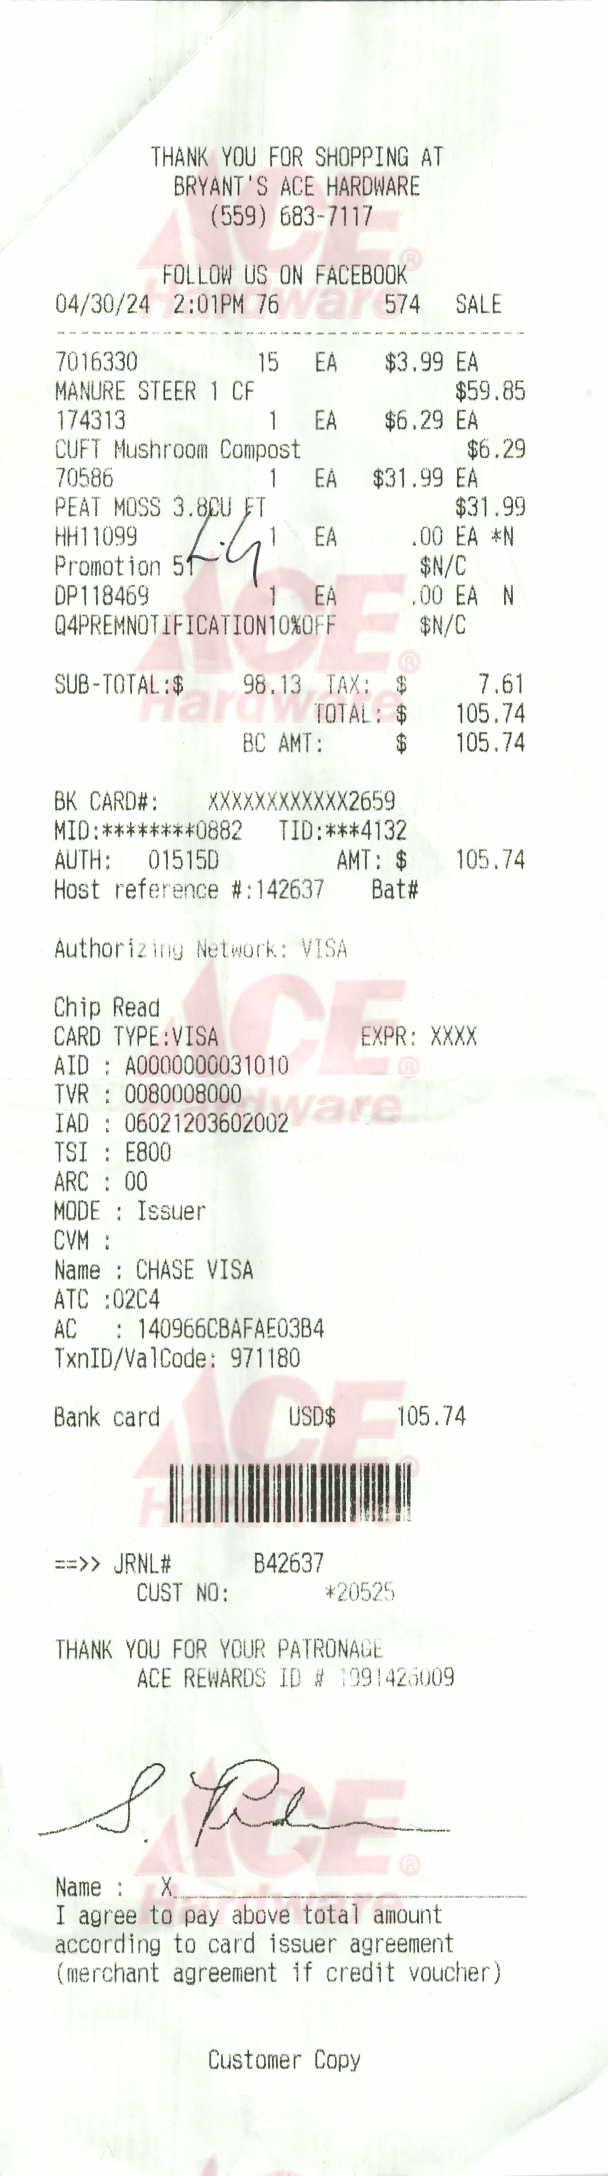 THANK YOU FOR SHOPPING AT
BRYANT'S ACE HARDWARE
(559) 683-7117
FOLLOW US ON FACEBOOK
04/30/24 2:01PM 76 574 SALE
7016330 15 EA $3.99 EA
MANURE STEER 1 CF $59.85
174313 1 EA $6.29 EA
CUFT Mushroom Compost $6.29
70586 1 EA $31.99 EA
PEAT MOSS 3.8CU FT $31.99
HH11099 1 EA .00 EA *N
Promotion 51 $N/C
DP118469 1 EA .00 EA N
Q4PREMNOTIFICATION10%OFF $N/C
SUB-TOTAL:$ 98.13 TAX: $ 7.61
TOTAL: $ 105.74
BC AMT: $ 105.74
BK CARD#: XXXXXXXXXXXX2659
MID:********0882 TID:***4132
AUTH: 01515D AMT: $ 105.74
Host reference #:142637 Bat#
Authorizing Network: VISA
Chip Read
CARD TYPE:VISA EXPR: XXXX
AID : A0000000031010
TVR : 0080008000
IAD : 06021203602002
TSI : E800
ARC : 00
MODE : Issuer
CVM :
Name : CHASE VISA
ATC :02C4
AC : 140966CBAFAE03B4
TxnID/ValCode: 971180
Bank card USD$ 105.74
==>> JRNL# B42637
CUST NO: *20525
THANK YOU FOR YOUR PATRONAGE
ACE REWARDS ID #
Name : X
I agree to pay above total amount
according to card issuer agreement
(merchant agreement if credit voucher)
Customer Copy